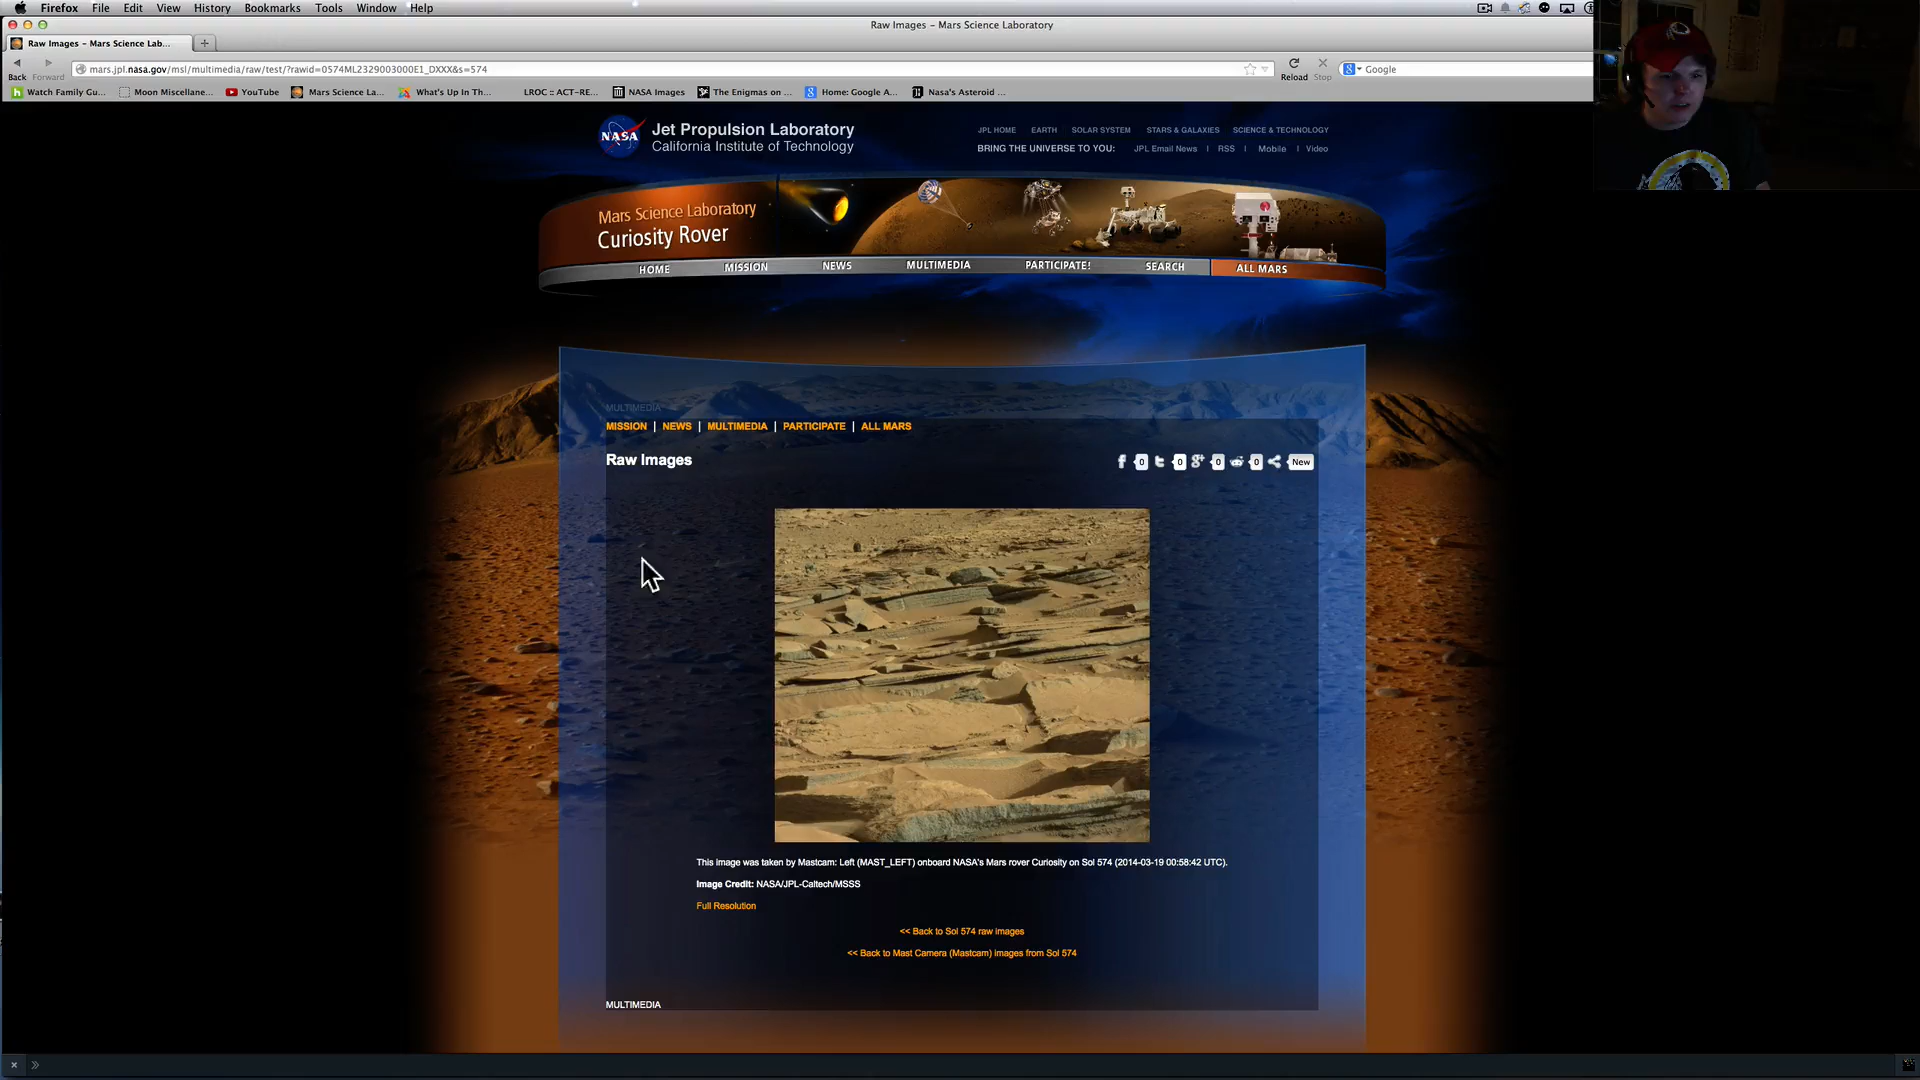 Firefox File Edit View History Bookmarks Tools Window Help
Raw Images - Mars Science Laboratory
Raw Images - Mars Science Lab... +
Back Forward mars.jpl.nasa.gov/msl/multimedia/raw/test/?rawid=0574ML2329003000E1_DXXX&s=574 Reload Stop Google
Watch Family Gu... Moon Miscellane... YouTube Mars Science La... What's Up In Th... LROC :: ACT-RE... NASA Images The Enigmas on ... Home: Google A... Nasa's Asteroid ...
NASA
Jet Propulsion Laboratory
California Institute of Technology
JPL HOME EARTH SOLAR SYSTEM STARS & GALAXIES SCIENCE & TECHNOLOGY
BRING THE UNIVERSE TO YOU: JPL Email News | RSS | Mobile | Video
Mars Science Laboratory
Curiosity Rover
HOME MISSION NEWS MULTIMEDIA PARTICIPATE! SEARCH ALL MARS
MULTIMEDIA
MISSION | NEWS | MULTIMEDIA | PARTICIPATE | ALL MARS
Raw Images
0 0 0 0 New
This image was taken by Mastcam: Left (MAST_LEFT) onboard NASA's Mars rover Curiosity on Sol 574 (2014-03-19 00:58:42 UTC).
Image Credit: NASA/JPL-Caltech/MSSS
Full Resolution
<< Back to Sol 574 raw images
<< Back to Mast Camera (Mastcam) images from Sol 574
MULTIMEDIA